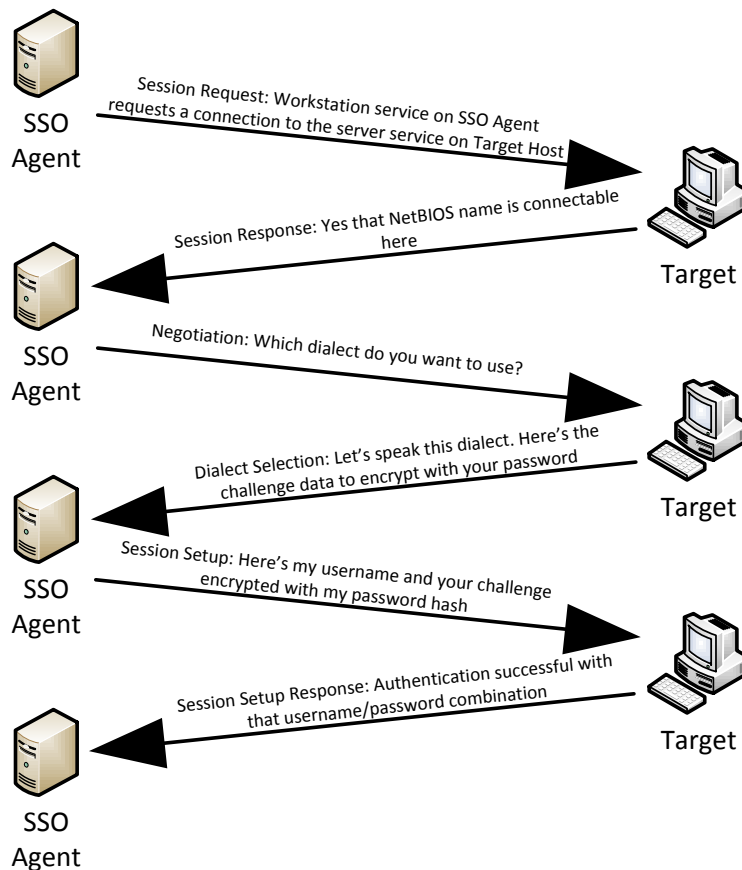 SSO
Agent
Session Request: Workstation service on SSO Agent
requests a connection to the server service on Target Host
Target
Session Response: Yes that NetBIOS name is connectable
here
SSO
Agent
Negotiation: Which dialect do you want to use?
Target
Dialect Selection: Let’s speak this dialect. Here’s the
challenge data to encrypt with your password
SSO
Agent
Session Setup: Here’s my username and your challenge
encrypted with my password hash
Target
Session Setup Response: Authentication successful with
that username/password combination
SSO
Agent